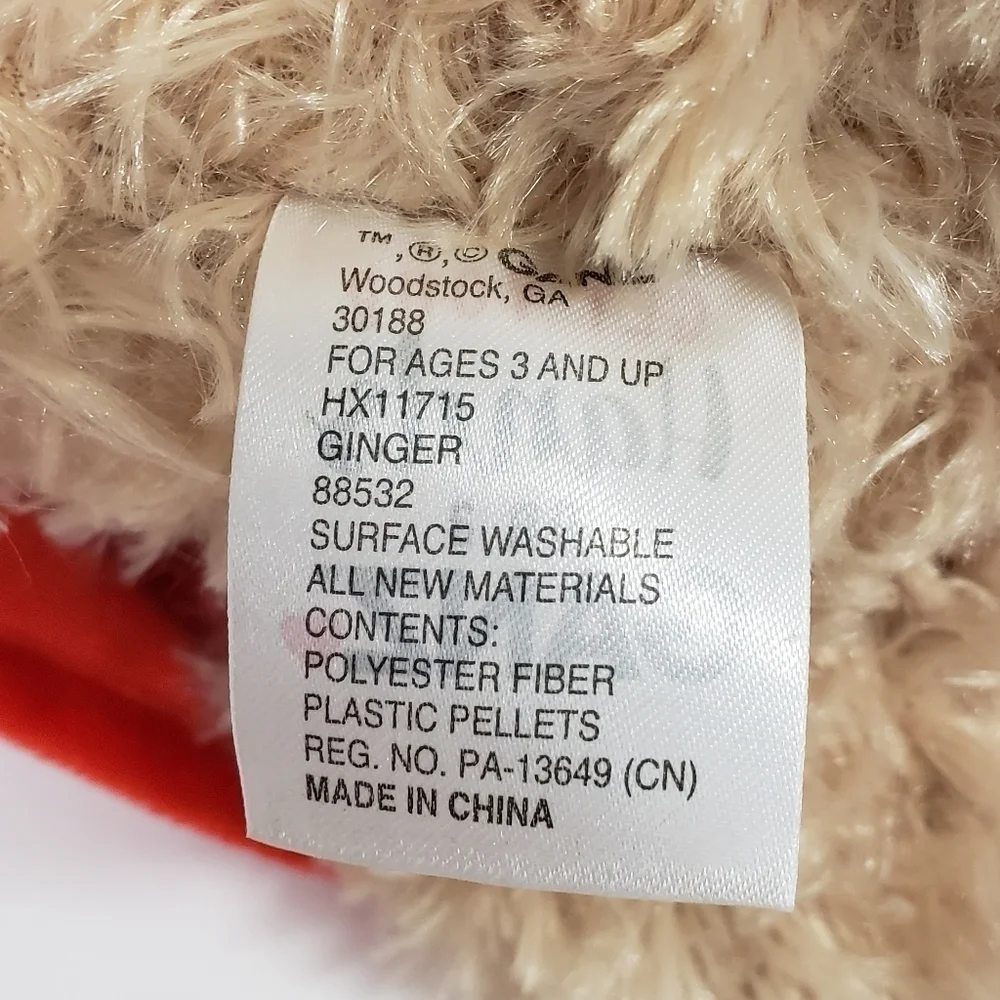 ™,®,© GANZ
Woodstock, GA
30188
FOR AGES 3 AND UP
HX11715
GINGER
88532
SURFACE WASHABLE
ALL NEW MATERIALS
CONTENTS:
POLYESTER FIBER
PLASTIC PELLETS
REG. NO. PA-13649 (CN)
MADE IN CHINA